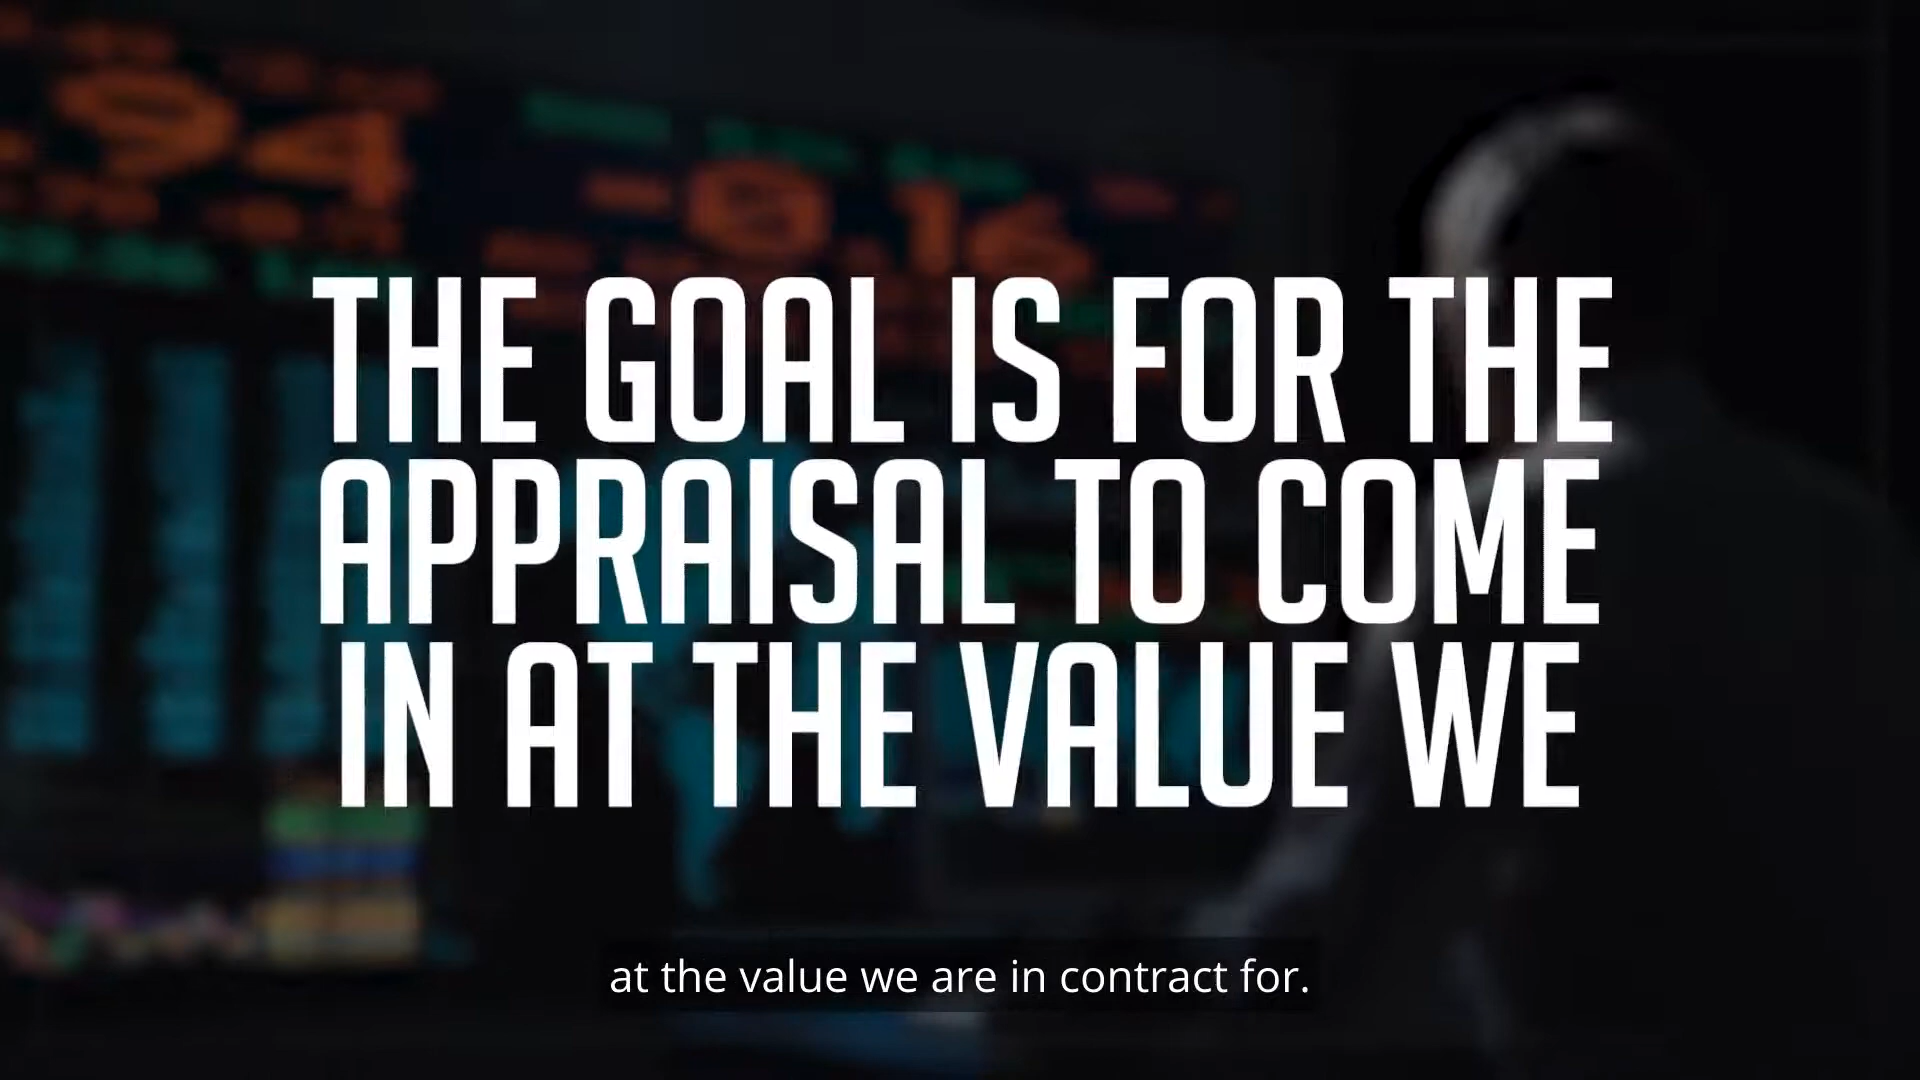 THE GOAL IS FOR THE
APPRAISAL TO COME
IN AT THE VALUE WE
at the value we are in contract for.